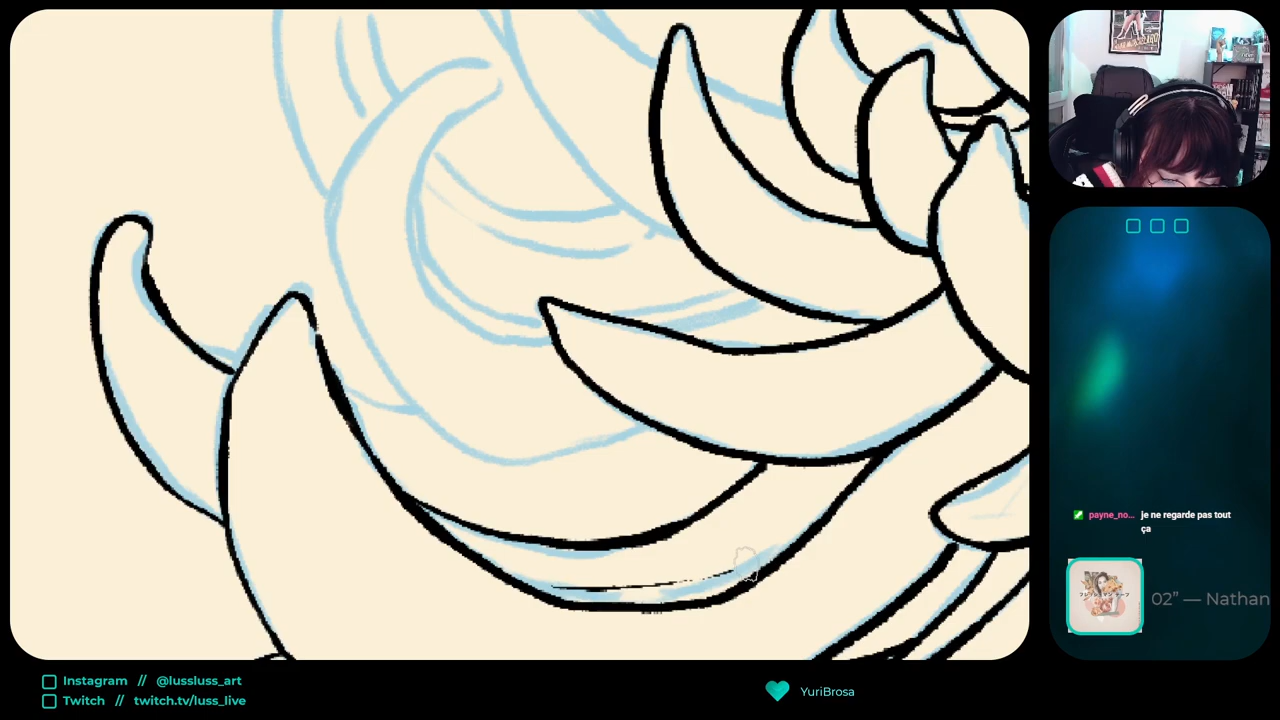 payne_no... je ne regarde pas tout
ça
02” — Nathan
Instagram // @lussluss_art
Twitch // twitch.tv/luss_live
YuriBrosa